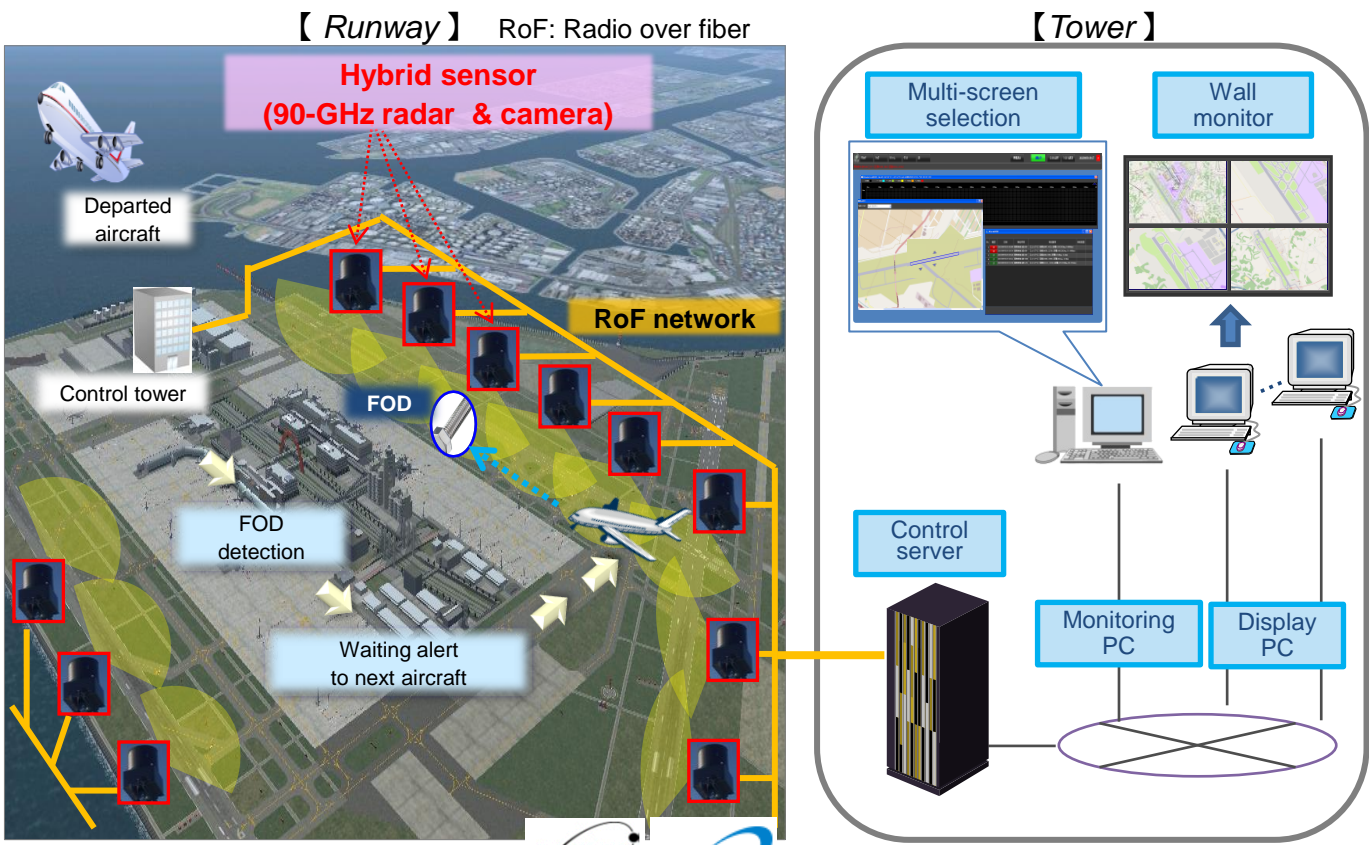 【 Runway 】 RoF: Radio over fiber
Hybrid sensor
(90-GHz radar & camera)
Departed
aircraft
RoF network
Control tower
FOD
FOD
detection
Waiting alert
to next aircraft
【Tower 】
Multi-screen
selection
Wall
monitor
Control
server
Monitoring
PC
Display
PC